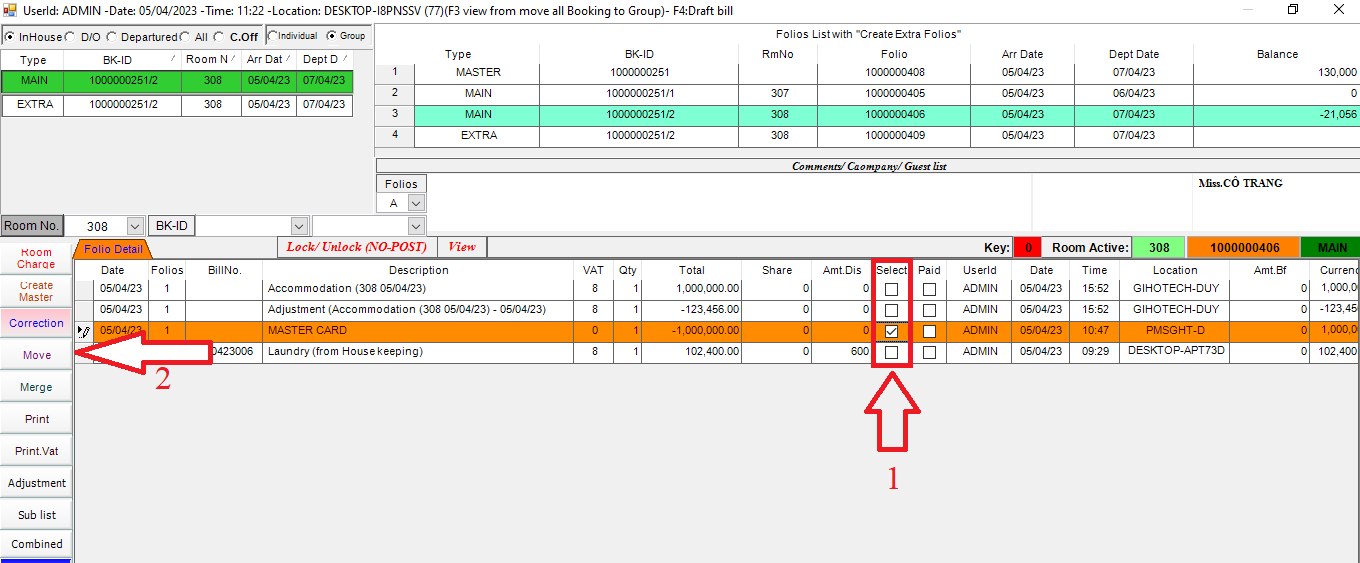 UserId: ADMIN -Date: 05/04/2023 -Time: 11:22 -Location: DESKTOP-I8PNSSV (77)(F3 view from move all Booking to Group)- F4:Draft bill
InHouse D/O Departured All C.Off Individual Group
Type BK-ID Room N Arr Dat Dept D
MAIN 1000000251/2 308 05/04/23 07/04/23
EXTRA 1000000251/2 308 05/04/23 07/04/23
Folios List with "Create Extra Folios"
Type BK-ID RmNo Folio Arr Date Dept Date Balance
1 MASTER 1000000251 1000000408 05/04/23 07/04/23 130,000
2 MAIN 1000000251/1 307 1000000405 05/04/23 06/04/23 0
3 MAIN 1000000251/2 308 1000000406 05/04/23 07/04/23 -21,056
4 EXTRA 1000000251/2 308 1000000409 05/04/23 07/04/23
Comments/ Caompany/ Guest list
Folios
A
Miss.CÔ TRANG
Room No. 308 BK-ID
Room Charge
Create Master
Correction
Move
Merge
Print
Print.Vat
Adjustment
Sub list
Combined
Folio Detail Lock/ Unlock (NO-POST) View Key: 0 Room Active: 308 1000000406 MAIN
Date Folios BillNo. Description VAT Qty Total Share Amt.Dis Select Paid UserId Date Time Location Amt.Bf Currenc
05/04/23 1 Accommodation (308 05/04/23) 8 1 1,000,000.00 0 0 ADMIN 05/04/23 15:52 GIHOTECH-DUY 0 1,000,0
05/04/23 1 Adjustment (Accommodation (308 05/04/23) - 05/04/23) 8 1 -123,456.00 0 0 ADMIN 05/04/23 15:52 GIHOTECH-DUY 0 -123,45
05/04/23 1 MASTER CARD 0 1 -1,000,000.00 0 0 ADMIN 05/04/23 10:47 PMSGHT-D 0 1,000,0
0423006 Laundry (from House keeping) 8 1 102,400.00 0 600 ADMIN 05/04/23 09:29 DESKTOP-APT73D 0 102,400
2
1